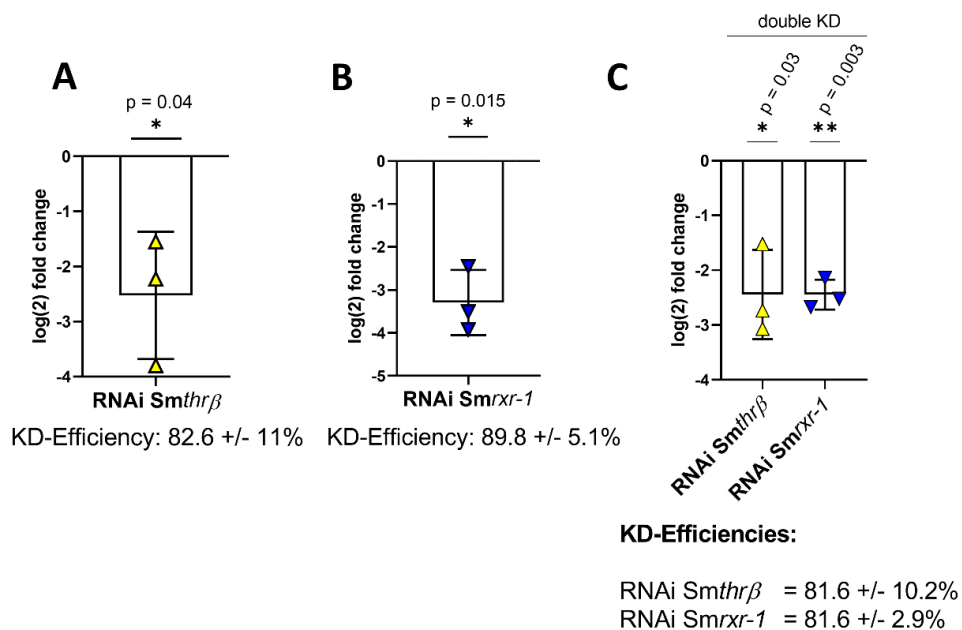 double KD
A
B
C
p = 0.04
*
p = 0.015
*
p = 0.03
*
p = 0.003
**
log(2) fold change
0
-1
-2
-3
-4
RNAi Smthrβ
KD-Efficiency: 82.6 +/- 11%
log(2) fold change
0
-1
-2
-3
-4
-5
RNAi Smrxr-1
KD-Efficiency: 89.8 +/- 5.1%
log(2) fold change
0
-1
-2
-3
-4
RNAi Smthrβ
RNAi Smrxr-1
KD-Efficiencies:
RNAi Smthrβ = 81.6 +/- 10.2%
RNAi Smrxr-1 = 81.6 +/- 2.9%